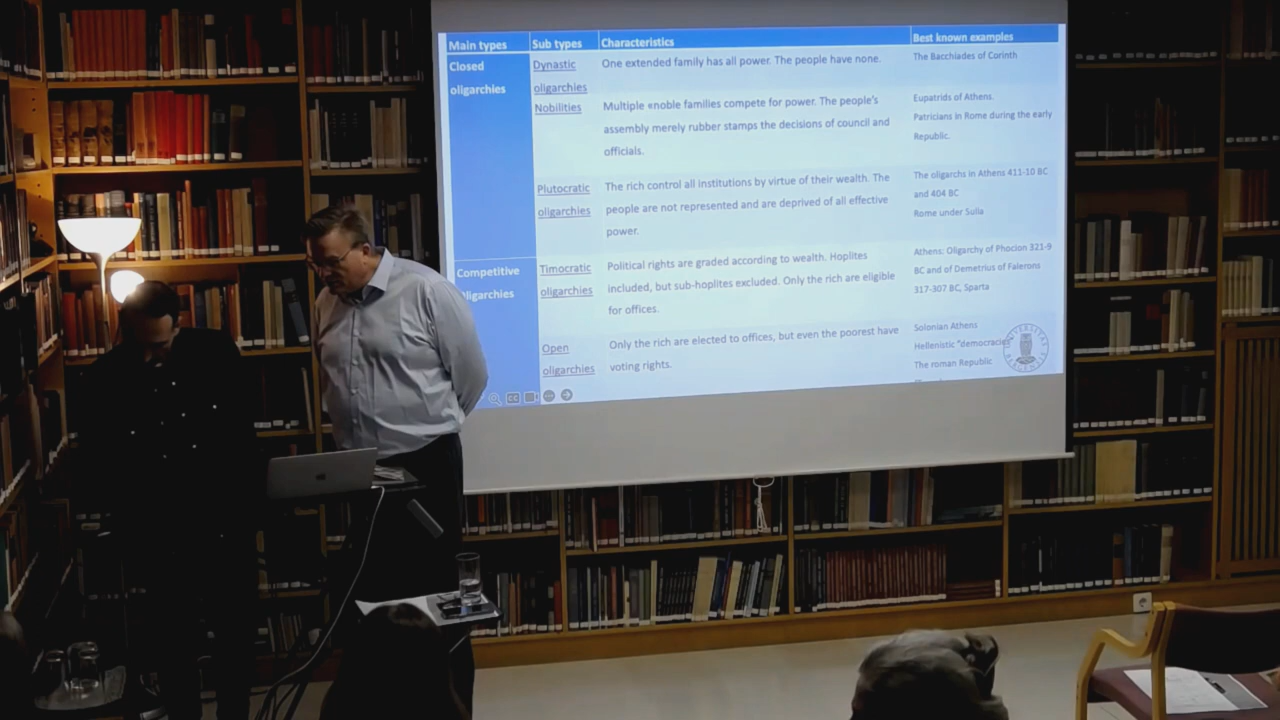 Main types Sub types Characteristics Best known examples
Closed
oligarchies
Dynastic
oligarchies
One extended family has all power. The people have none.
The Bacchiades of Corinth
Nobilities
Multiple «noble families compete for power. The people's
assembly merely rubber stamps the decisions of council and
officials.
Eupatrids of Athens.
Patricians in Rome during the early
Republic.
Plutocratic
oligarchies
The rich control all institutions by virtue of their wealth. The
people are not represented and are deprived of all effective
power.
The oligarchs in Athens 411-10 BC
and 404 BC
Rome under Sulla
Competitive
oligarchies
Timocratic
oligarchies
Political rights are graded according to wealth. Hoplites
included, but sub-hoplites excluded. Only the rich are eligible
for offices.
Athens: Oligarchy of Phocion 321-9
BC and of Demetrius of Falerons
317-307 BC, Sparta
Open
oligarchies
Only the rich are elected to offices, but even the poorest have
voting rights.
Solonian Athens
Hellenistic "democracies
The roman Republic
UNIVERSITAS
BERGENSIS
CC